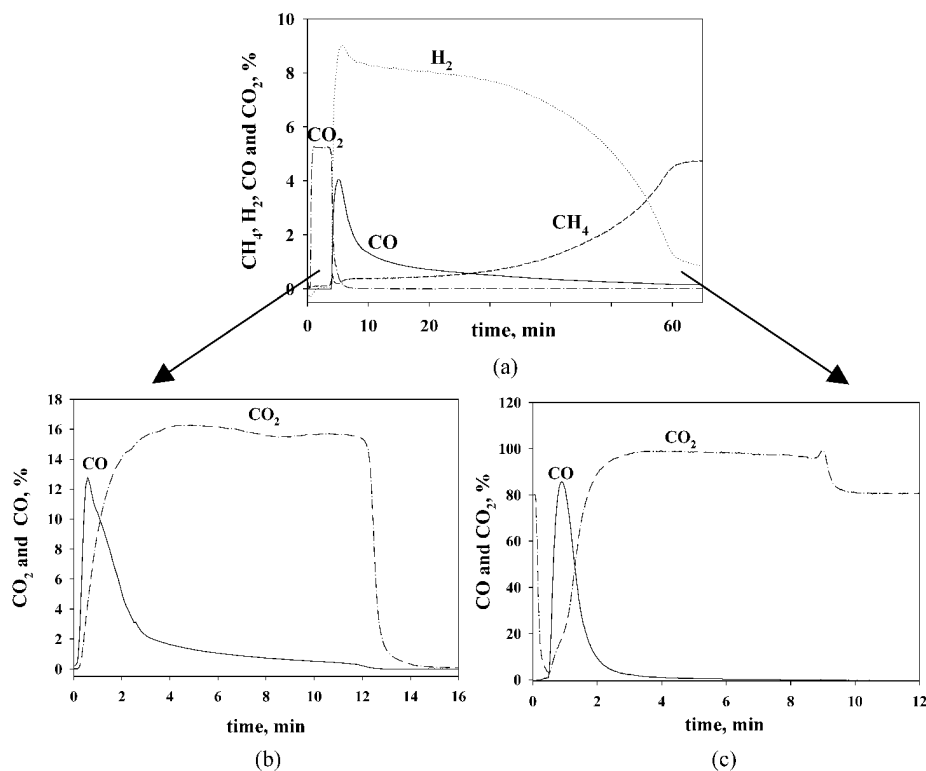 10
8
6
4
2
0
CH4, H2, CO and CO2, %
H2
CO2
CO
CH4
0 10 20 60
time, min
(a)
18
16
14
12
10
8
6
4
2
0
CO2 and CO, %
CO2
CO
0 2 4 6 8 10 12 14 16
time, min
(b)
120
100
80
60
40
20
0
CO and CO2, %
CO2
CO
0 2 4 6 8 10 12
time, min
(c)